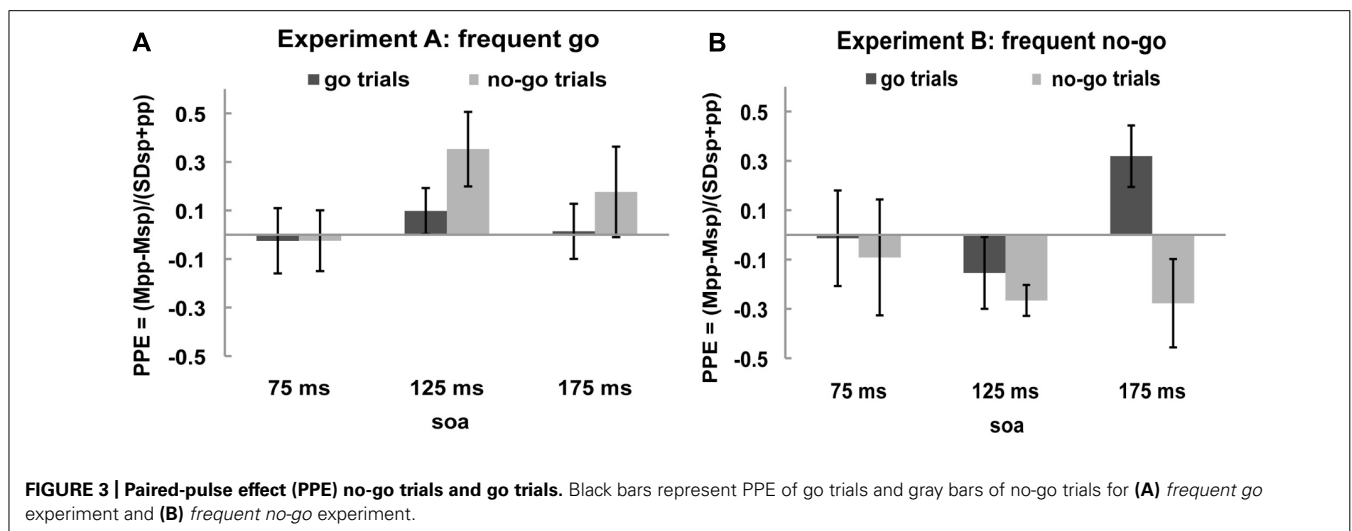 A
Experiment A: frequent go
go trials
no-go trials
PPE = (Mpp-Msp)/(SDsp+pp)
0.5
0.3
0.1
-0.1
-0.3
-0.5
75 ms
125 ms
175 ms
soa
B
Experiment B: frequent no-go
go trials
no-go trials
PPE = (Mpp-Msp)/(SDsp+pp)
0.5
0.3
0.1
-0.1
-0.3
-0.5
75 ms
125 ms
175 ms
soa
FIGURE 3 | Paired-pulse effect (PPE) no-go trials and go trials. Black bars represent PPE of go trials and gray bars of no-go trials for (A) frequent go
experiment and (B) frequent no-go experiment.